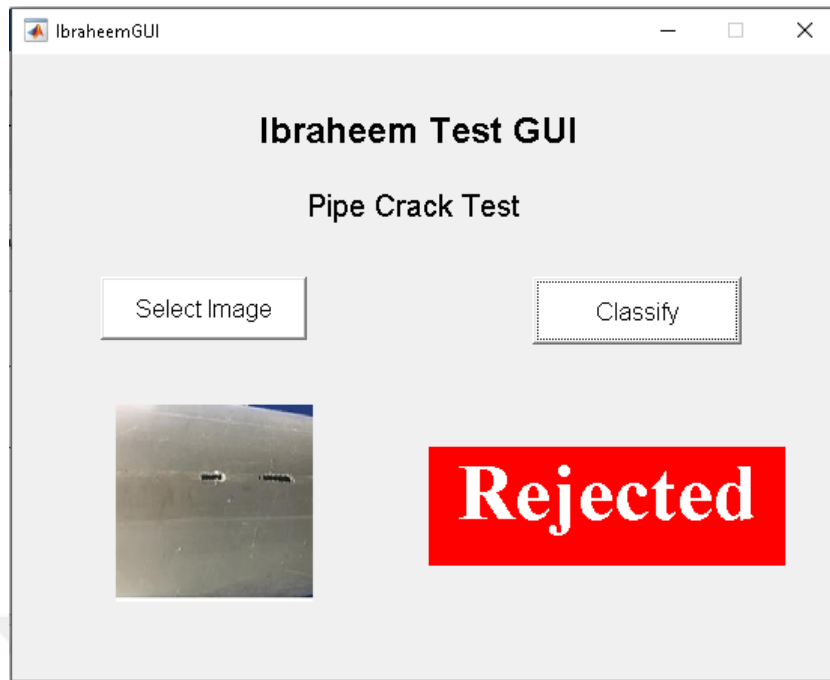 IbraheemGUI
Ibraheem Test GUI
Pipe Crack Test
Select Image
Classify
Rejected